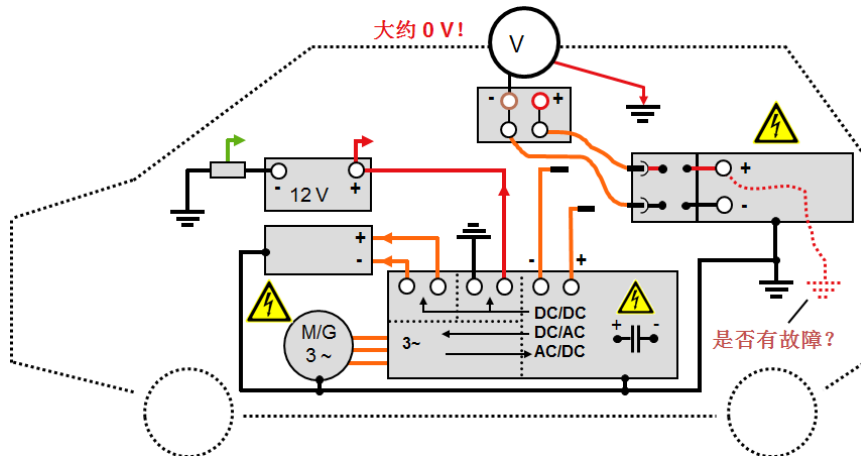 大约 0 V!
V
- +
- 12 V +
+
-
+
-
- +
DC/DC
DC/AC
AC/DC
+ -
M/G
3 ~
3~
是否有故障?